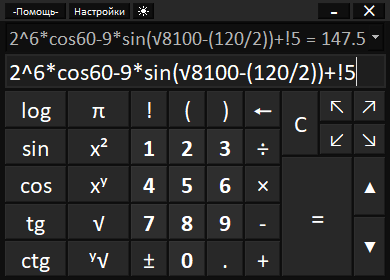 -Помощь- Настройки
2^6*cos60-9*sin(√8100-(120/2))+!5 = 147.5
2^6*cos60-9*sin(√8100-(120/2))+!5
log π ! ( ) ← C ↖ ↗
sin x² 1 2 3 ÷ ↙ ↘
cos xʸ 4 5 6 × = ▲
tg √ 7 8 9 - ▼
ctg ʸ√ ± 0 . +